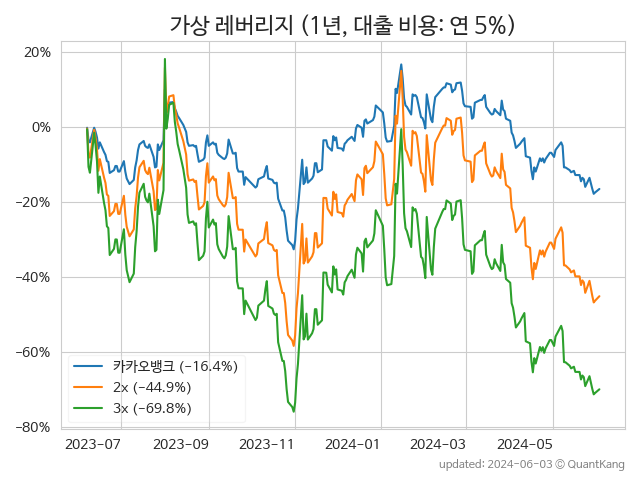 가상 레버리지 (1년, 대출 비용: 연 5%)
20%
0%
−20%
−40%
−60%
−80%
카카오뱅크 (−16.4%)
2x (−44.9%)
3x (−69.8%)
2023-07 2023-09 2023-11 2024-01 2024-03 2024-05
updated: 2024-06-03 © QuantKang